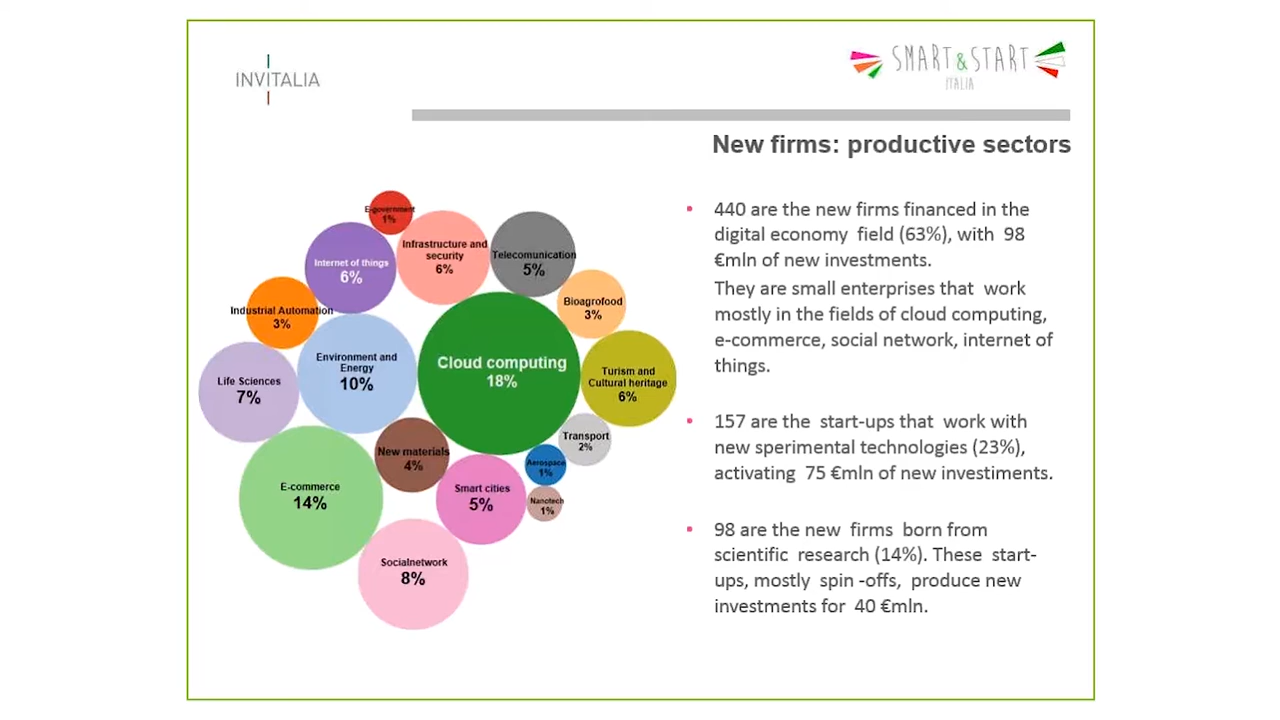 INVITALIA
SMART & START
ITALIA
New firms: productive sectors
E-government
1%
Infrastructure and
security
6%
Telecomunication
5%
Internet of things
6%
Bioagrofood
3%
Industrial Automation
3%
Environment and
Energy
10%
Cloud computing
18%
Turism and
Cultural heritage
6%
Life Sciences
7%
Transport
2%
New materials
4%
Aerospace
1%
E-commerce
14%
Smart cities
5%
Nanotech
1%
Socialnetwork
8%
• 440 are the new firms financed in the
digital economy field (63%), with 98
€mln of new investments.
They are small enterprises that work
mostly in the fields of cloud computing,
e-commerce, social network, internet of
things.
• 157 are the start-ups that work with
new sperimental technologies (23%),
activating 75 €mln of new investiments.
• 98 are the new firms born from
scientific research (14%). These start-
ups, mostly spin -offs, produce new
investments for 40 €mln.